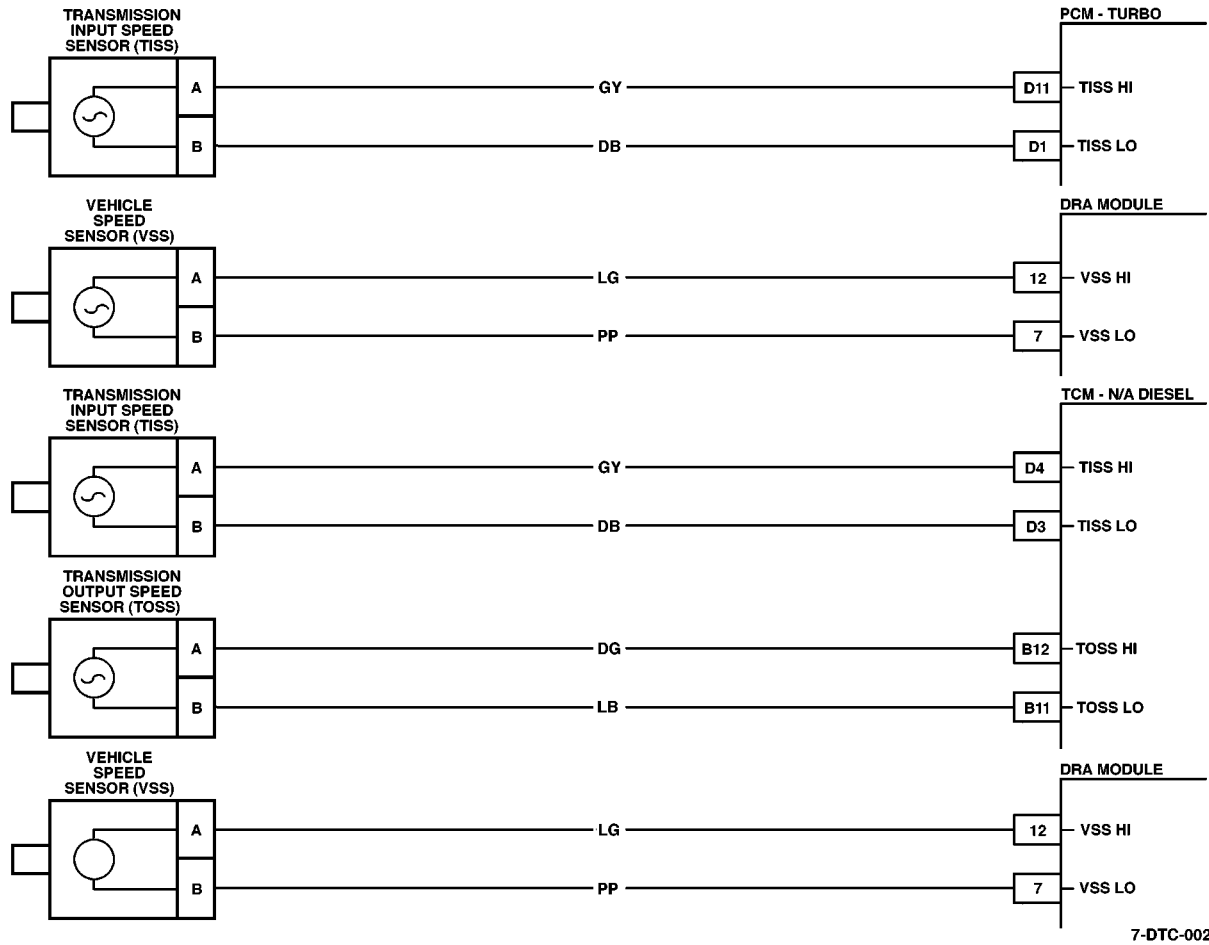 TRANSMISSION
INPUT SPEED
SENSOR (TISS)
PCM - TURBO
A
GY
D11
TISS HI
B
DB
D1
TISS LO
VEHICLE
SPEED
SENSOR (VSS)
DRA MODULE
A
LG
12
VSS HI
B
PP
7
VSS LO
TRANSMISSION
INPUT SPEED
SENSOR (TISS)
TCM - N/A DIESEL
A
GY
D4
TISS HI
B
DB
D3
TISS LO
TRANSMISSION
OUTPUT SPEED
SENSOR (TOSS)
A
DG
B12
TOSS HI
B
LB
B11
TOSS LO
VEHICLE
SPEED
SENSOR (VSS)
DRA MODULE
A
LG
12
VSS HI
B
PP
7
VSS LO
7-DTC-002